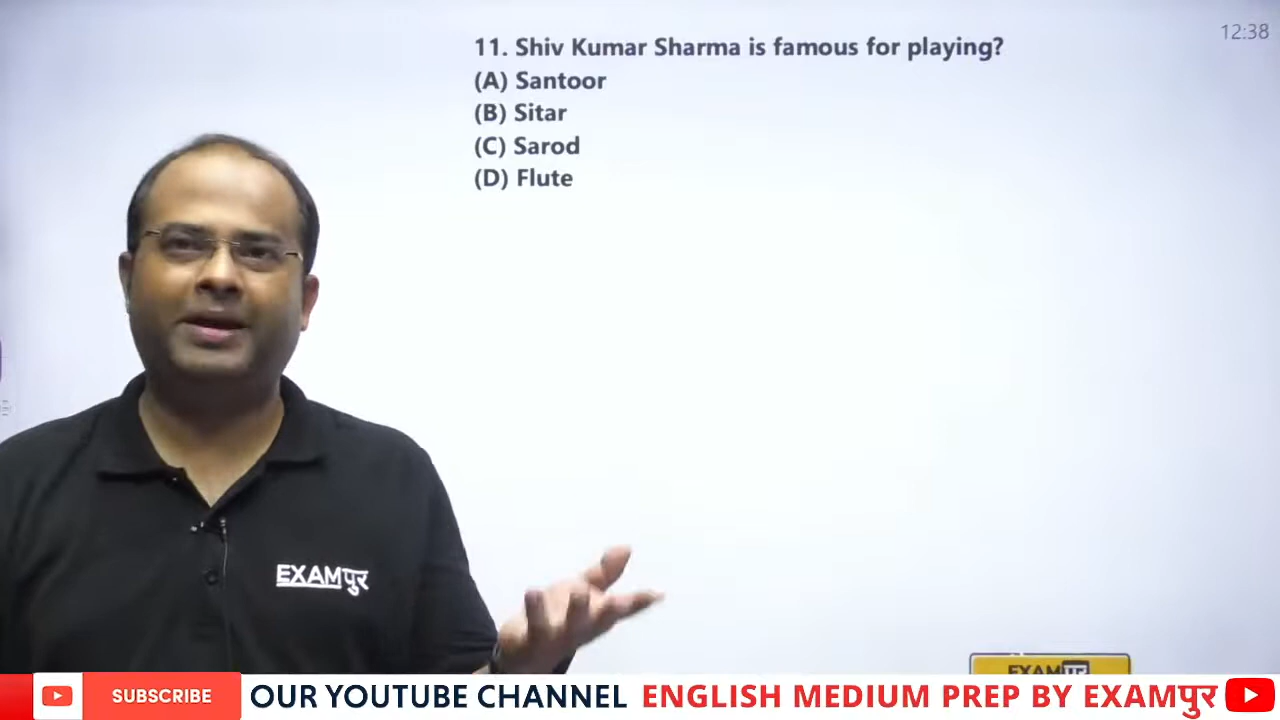 12:38
11. Shiv Kumar Sharma is famous for playing?
(A) Santoor
(B) Sitar
(C) Sarod
(D) Flute
EXAMपुर
EXAMपुर
SUBSCRIBE OUR YOUTUBE CHANNEL ENGLISH MEDIUM PREP BY EXAMपुर